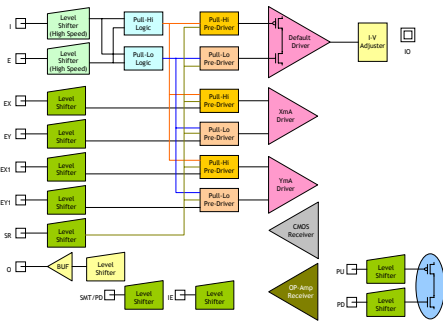 I
Level
Shifter
(High Speed)
Pull-Hi
Logic
Pull-Hi
Pre-Driver
Default
Driver
I-V
Adjuster
IO
E
Level
Shifter
(High Speed)
Pull-Lo
Logic
Pull-Lo
Pre-Driver
EX
Level
Shifter
Pull-Hi
Pre-Driver
XmA
Driver
EY
Level
Shifter
Pull-Lo
Pre-Driver
EX1
Level
Shifter
Pull-Hi
Pre-Driver
YmA
Driver
EY1
Level
Shifter
Pull-Lo
Pre-Driver
SR
Level
Shifter
CMOS
Receiver
O
BUF
Level
Shifter
PU
Level
Shifter
SMT/PD
Level
Shifter
IE
Level
Shifter
OP-Amp
Receiver
PD
Level
Shifter